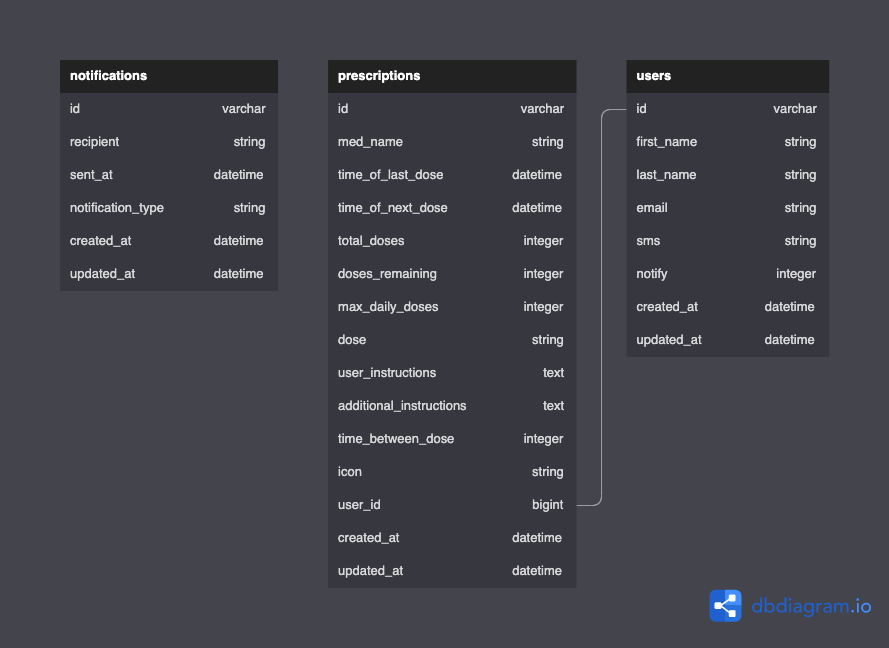 notifications
id varchar
recipient string
sent_at datetime
notification_type string
created_at datetime
updated_at datetime
prescriptions
id varchar
med_name string
time_of_last_dose datetime
time_of_next_dose datetime
total_doses integer
doses_remaining integer
max_daily_doses integer
dose string
user_instructions text
additional_instructions text
time_between_dose integer
icon string
user_id bigint
created_at datetime
updated_at datetime
users
id varchar
first_name string
last_name string
email string
sms string
notify integer
created_at datetime
updated_at datetime
dbdiagram.io